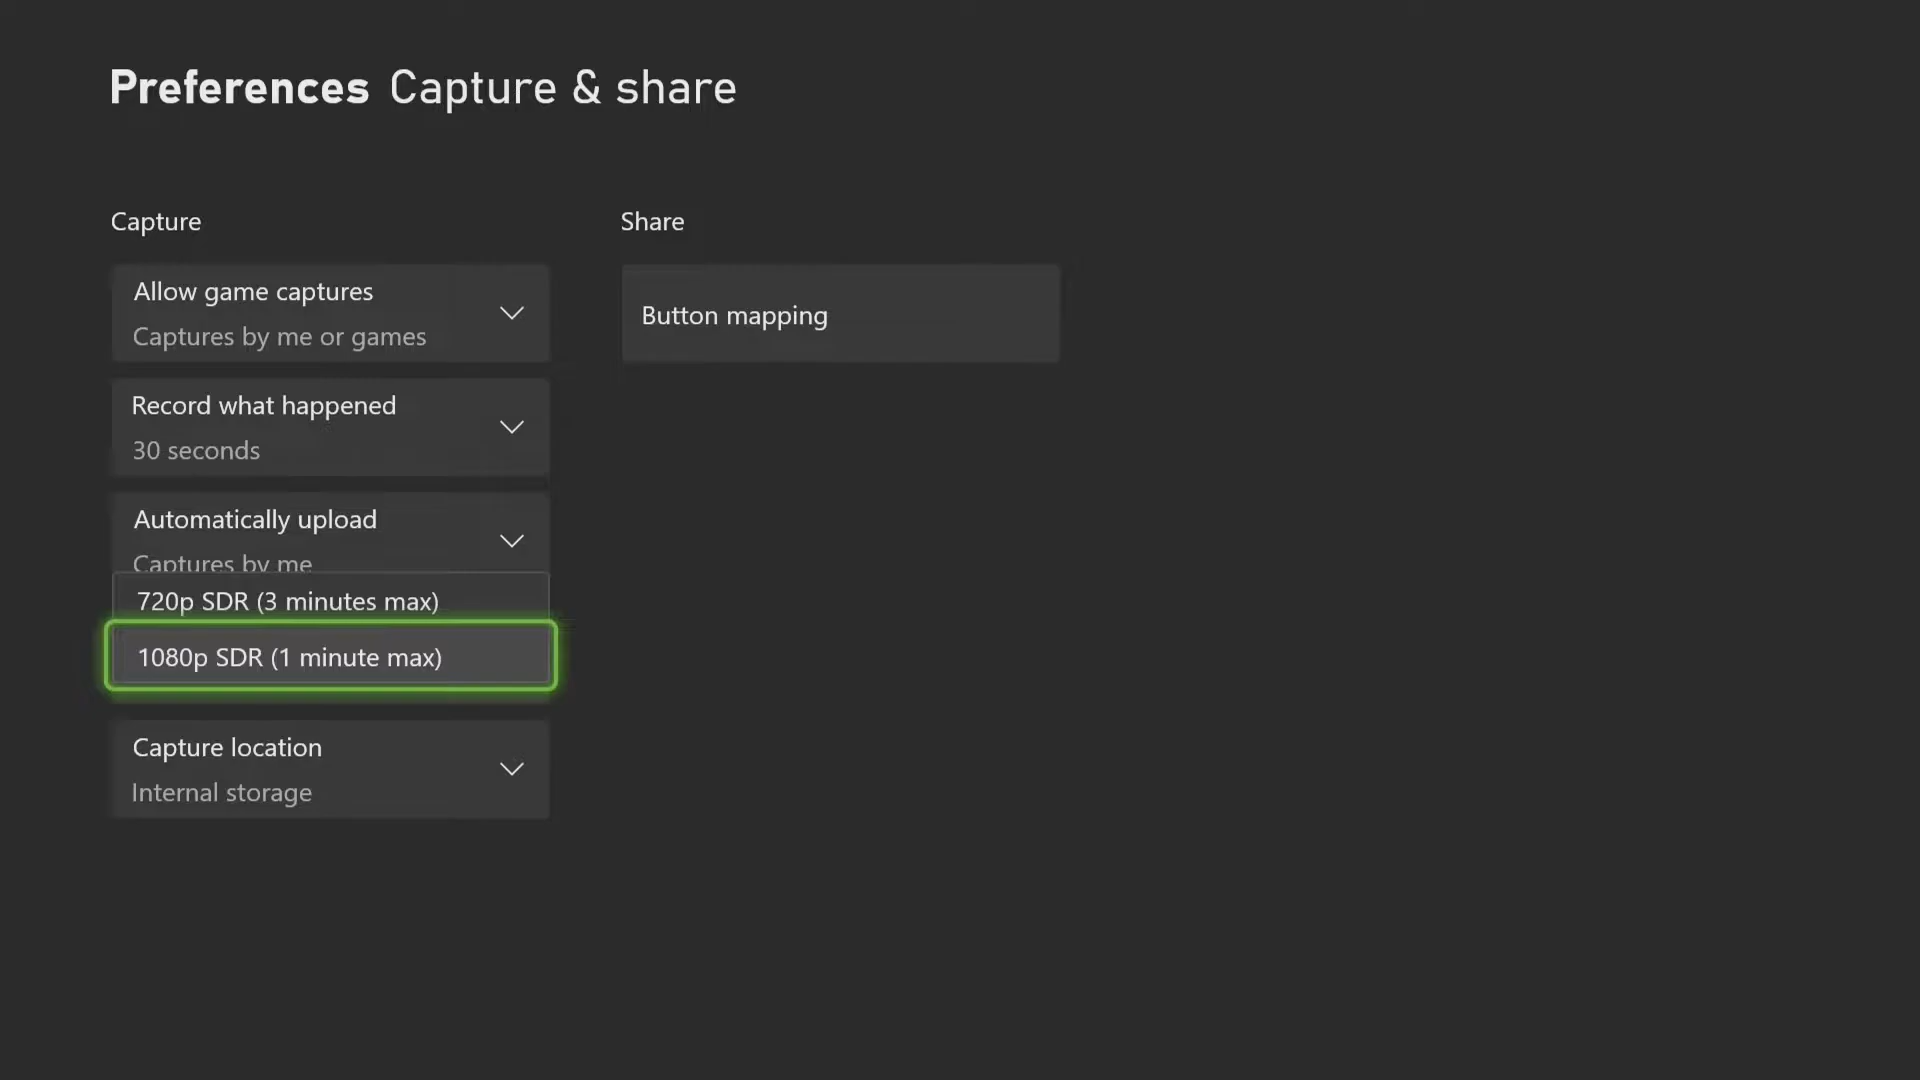 Preferences Capture & share
Capture
Allow game captures
Captures by me or games
Record what happened
30 seconds
Automatically upload
Captures by me
720p SDR (3 minutes max)
1080p SDR (1 minute max)
Capture location
Internal storage
Share
Button mapping